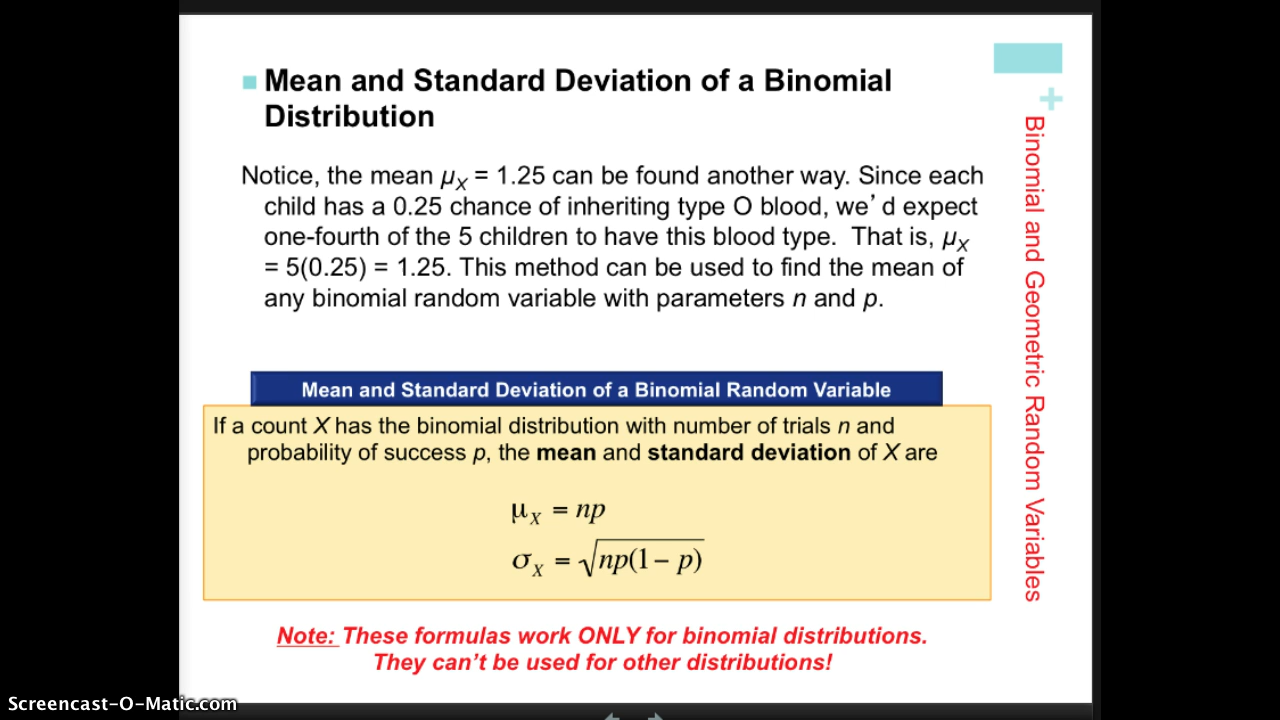 Mean and Standard Deviation of a Binomial
Distribution
Notice, the mean μX = 1.25 can be found another way. Since each
child has a 0.25 chance of inheriting type O blood, we’ d expect
one-fourth of the 5 children to have this blood type. That is, μX
= 5(0.25) = 1.25. This method can be used to find the mean of
any binomial random variable with parameters n and p.
Mean and Standard Deviation of a Binomial Random Variable
If a count X has the binomial distribution with number of trials n and
probability of success p, the mean and standard deviation of X are
μX = np
σX = √np(1 − p)
Note: These formulas work ONLY for binomial distributions.
They can’t be used for other distributions!
+
Binomial and Geometric Random Variables
Screencast-O-Matic.com